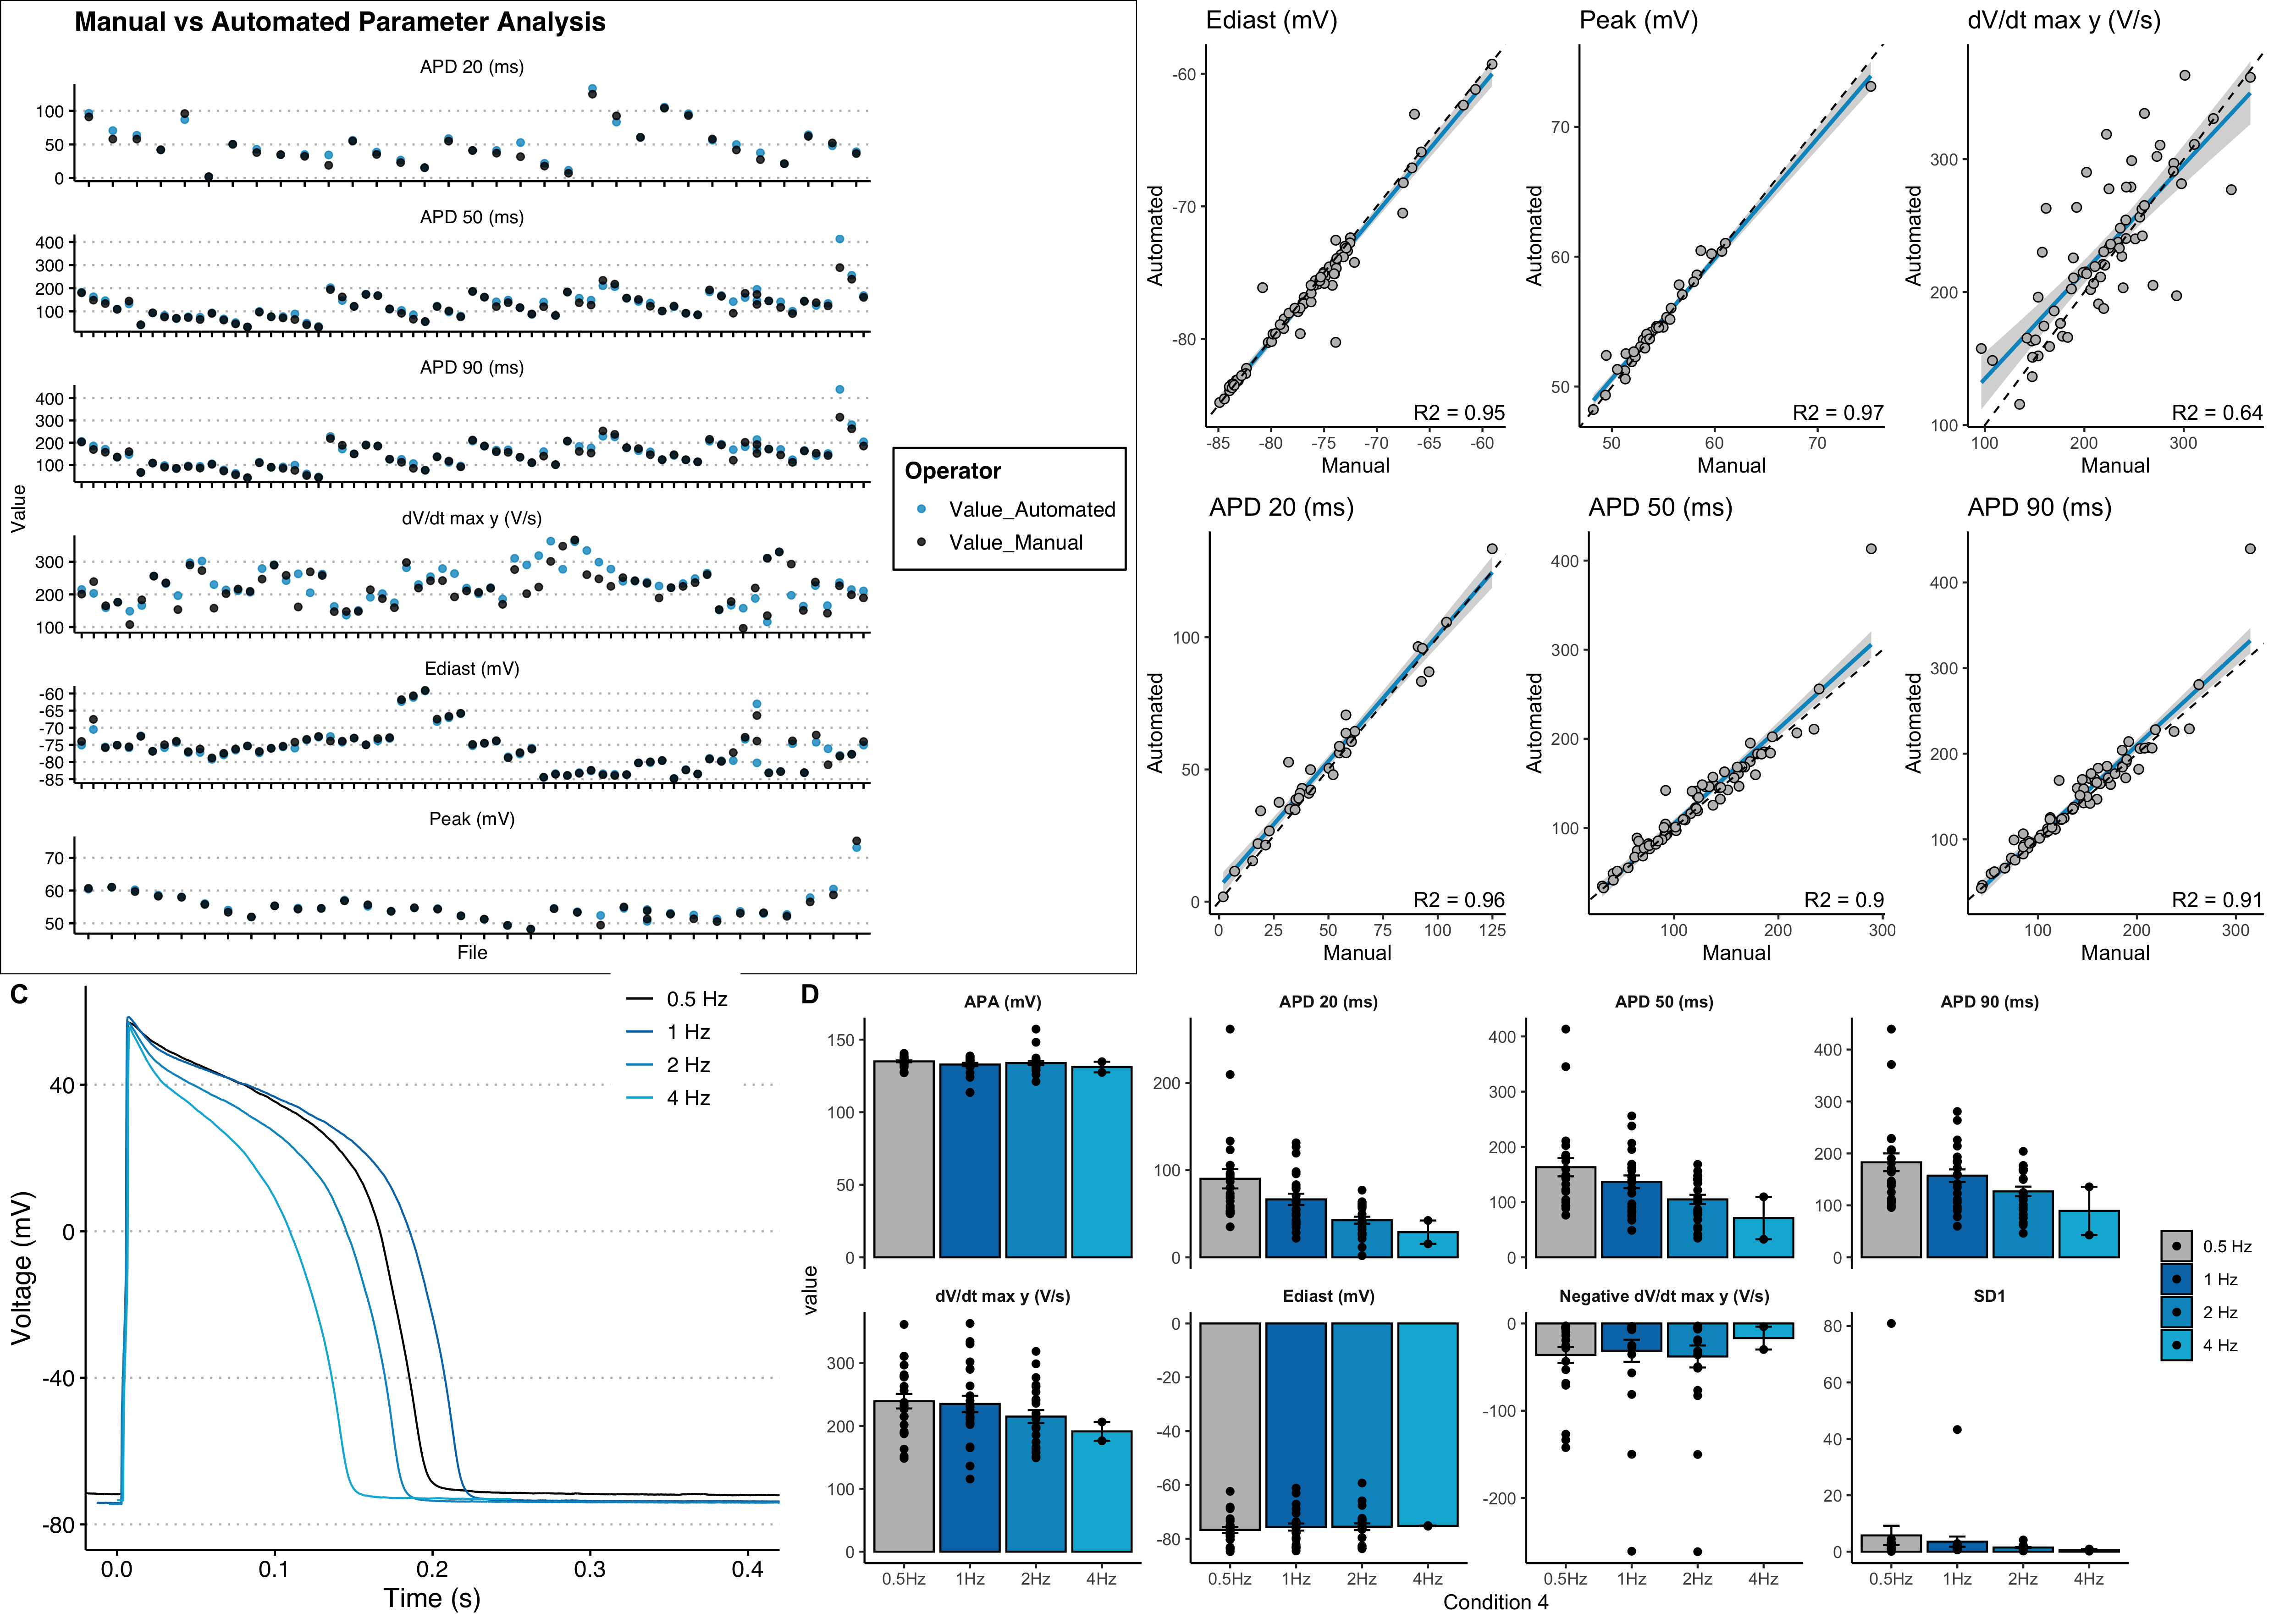 Manual vs Automated Parameter Analysis
APD 20 (ms)
100
50
0
APD 50 (ms)
400
300
200
100
APD 90 (ms)
400
300
200
100
Value
dV/dt max y (V/s)
300
200
100
Ediast (mV)
-60
-65
-70
-75
-80
-85
Peak (mV)
70
60
50
File
Operator
Value_Automated
Value_Manual
Ediast (mV)
Automated
-60
-70
-80
R2 = 0.95
-85 -80 -75 -70 -65 -60
Manual
Peak (mV)
Automated
70
60
50
R2 = 0.97
50 60 70
Manual
dV/dt max y (V/s)
Automated
300
200
100
R2 = 0.64
100 200 300
Manual
APD 20 (ms)
Automated
100
50
0
R2 = 0.96
0 25 50 75 100 125
Manual
APD 50 (ms)
Automated
400
300
200
100
R2 = 0.9
100 200 300
Manual
APD 90 (ms)
Automated
400
300
200
100
R2 = 0.91
100 200 300
Manual
C
0.5 Hz
1 Hz
2 Hz
4 Hz
Voltage (mV)
40
0
-40
-80
0.0 0.1 0.2 0.3 0.4
Time (s)
D
value
APA (mV)
150
100
50
0
APD 20 (ms)
200
100
0
APD 50 (ms)
400
300
200
100
0
APD 90 (ms)
400
300
200
100
0
dV/dt max y (V/s)
300
200
100
0
0.5Hz 1Hz 2Hz 4Hz
Ediast (mV)
0
-20
-40
-60
-80
0.5Hz 1Hz 2Hz 4Hz
Negative dV/dt max y (V/s)
0
-100
-200
0.5Hz 1Hz 2Hz 4Hz
SD1
80
60
40
20
0
0.5Hz 1Hz 2Hz 4Hz
Condition 4
0.5 Hz
1 Hz
2 Hz
4 Hz